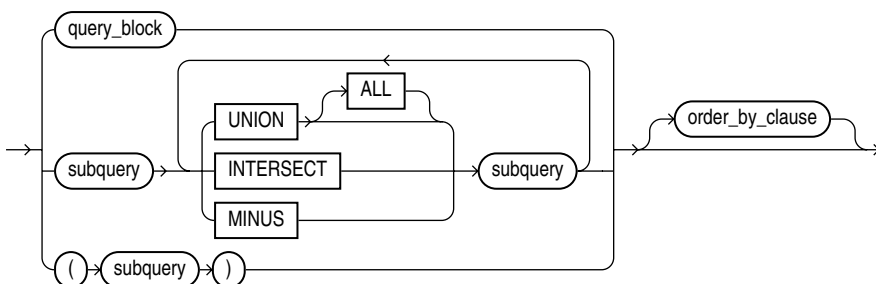 query_block
ALL
UNION
order_by_clause
subquery
INTERSECT
subquery
MINUS
( subquery )